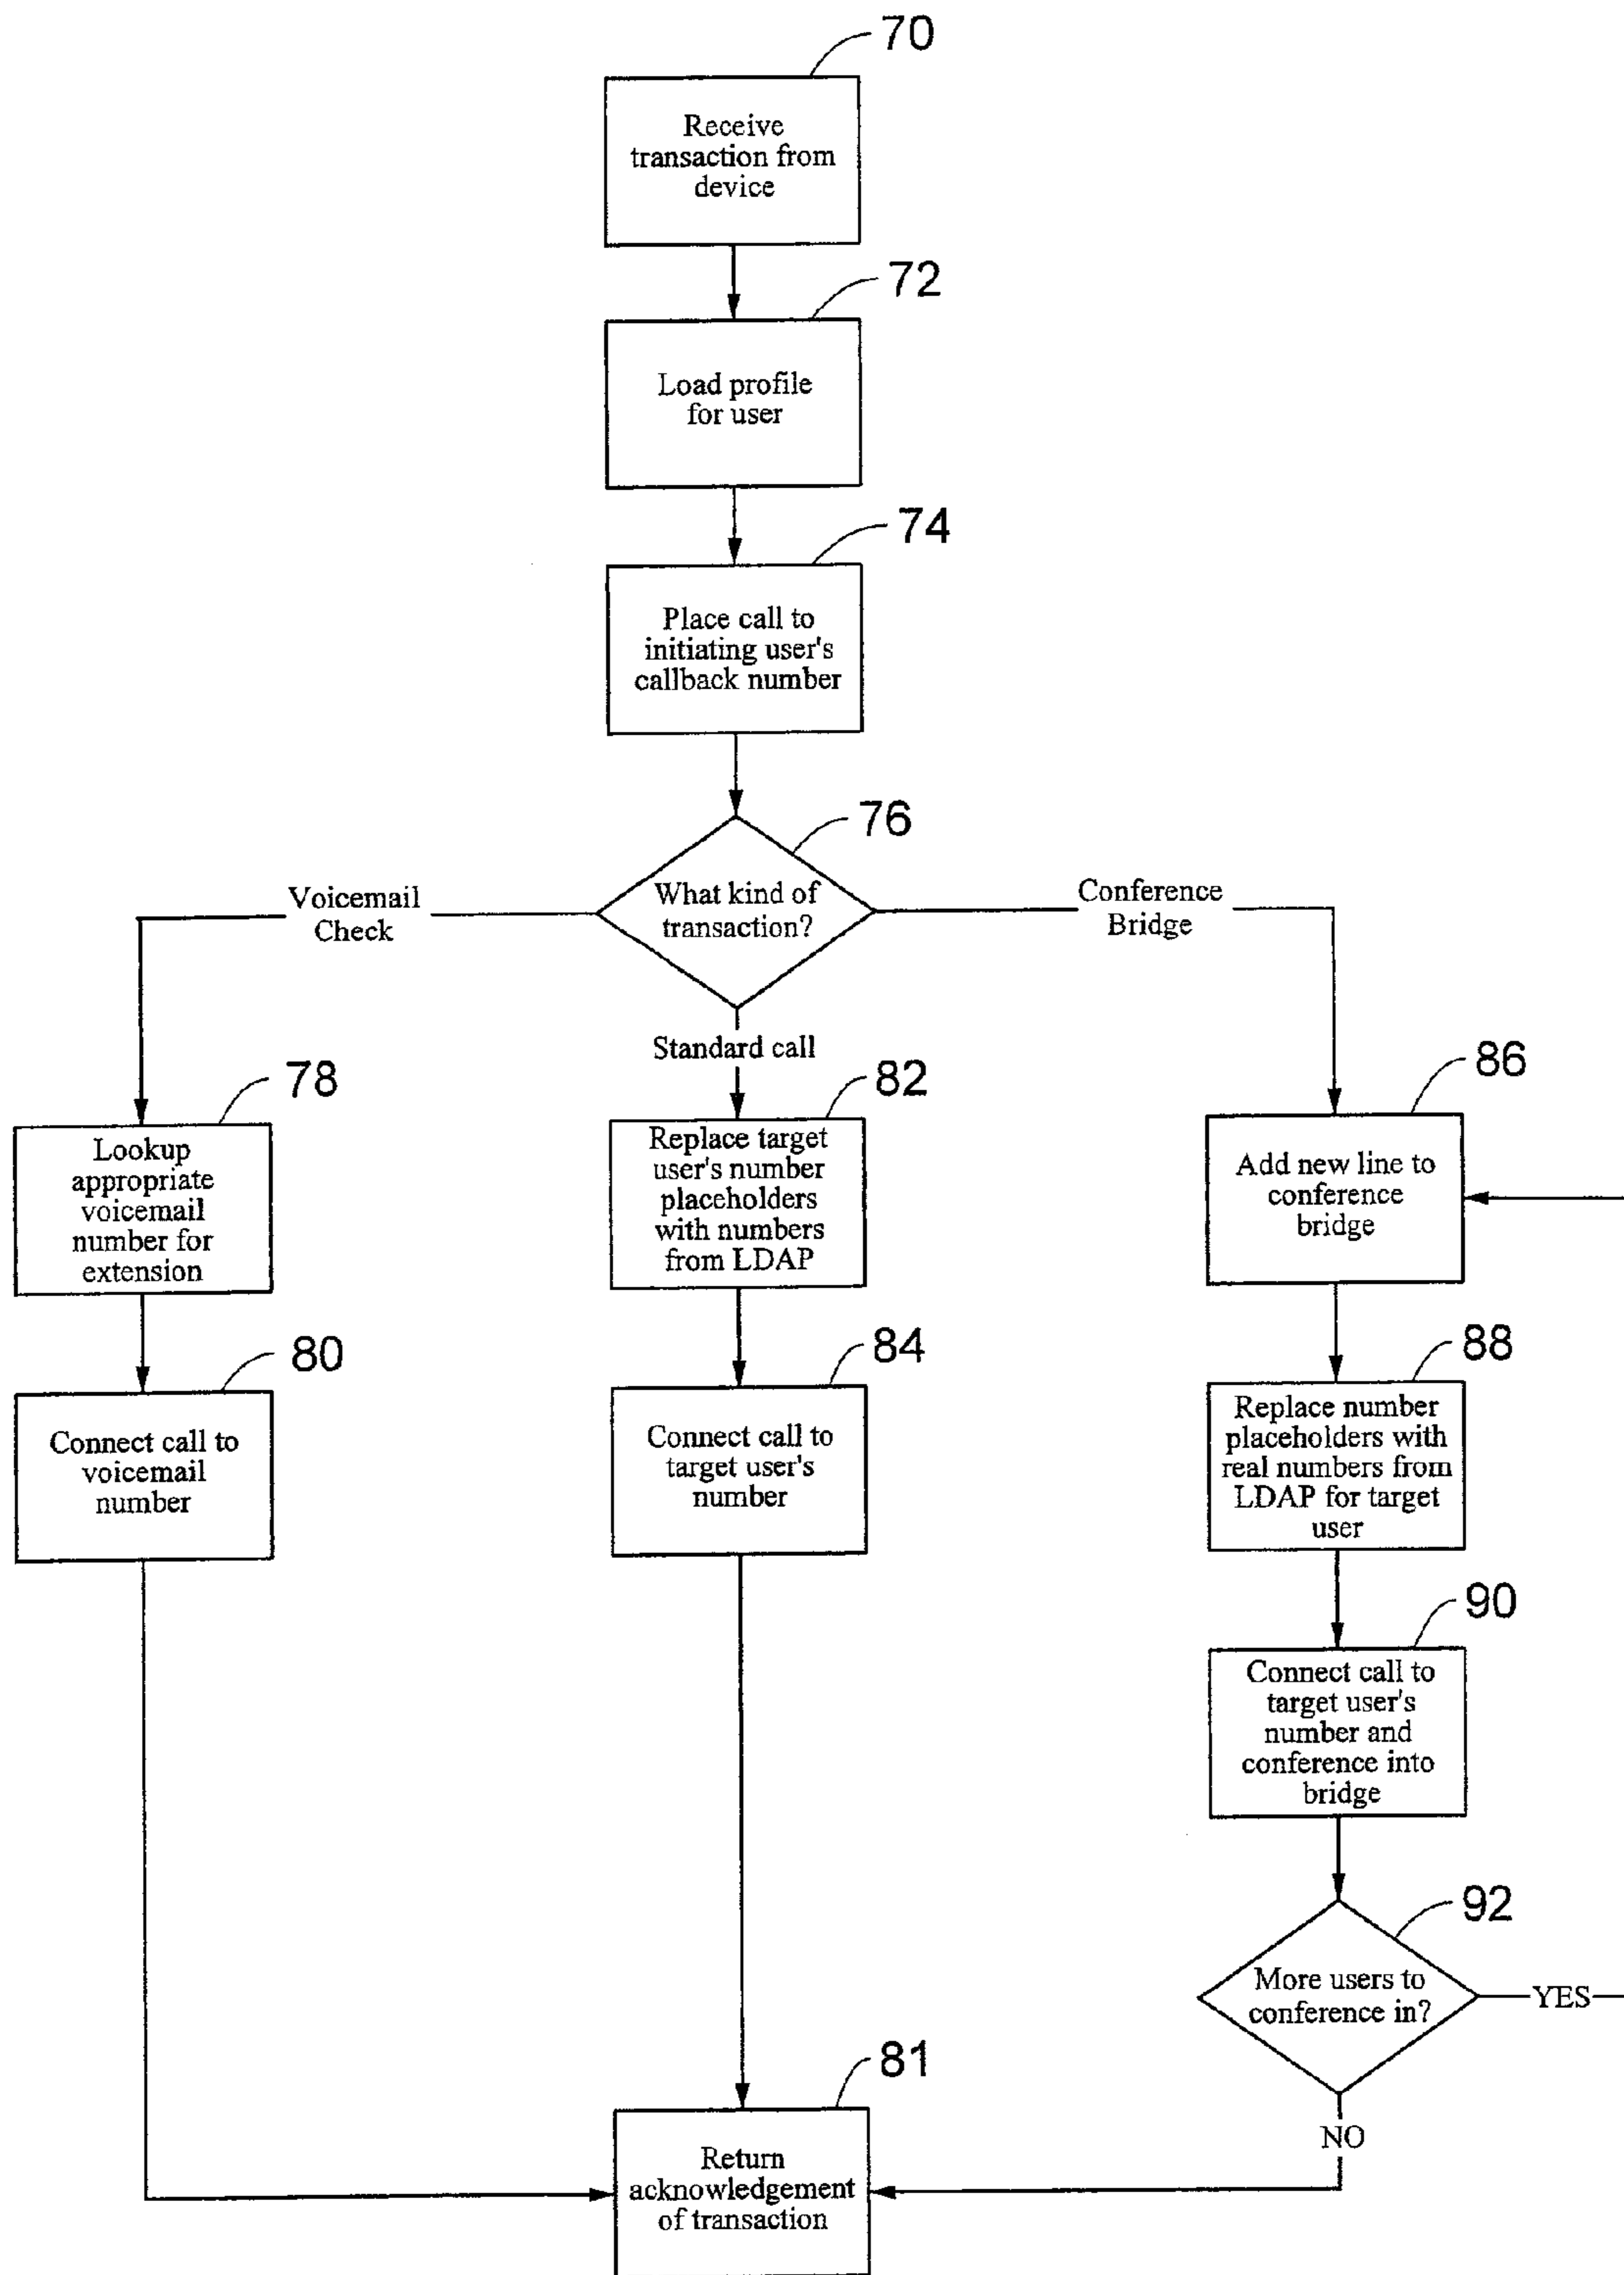 70
Receive
transaction from
device
72
Load profile
for user
74
Place call to
initiating user's
callback number
76
What kind of
transaction?
Voicemail
Check
Conference
Bridge
Standard call
78
Lookup
appropriate
voicemail
number for
extension
82
Replace target
user's number
placeholders
with numbers
from LDAP
86
Add new line to
conference
bridge
80
Connect call to
voicemail
number
84
Connect call to
target user's
number
88
Replace number
placeholders with
real numbers from
LDAP for target
user
90
Connect call to
target user's
number and
conference into
bridge
92
More users to
conference in?
YES
NO
81
Return
acknowledgement
of transaction